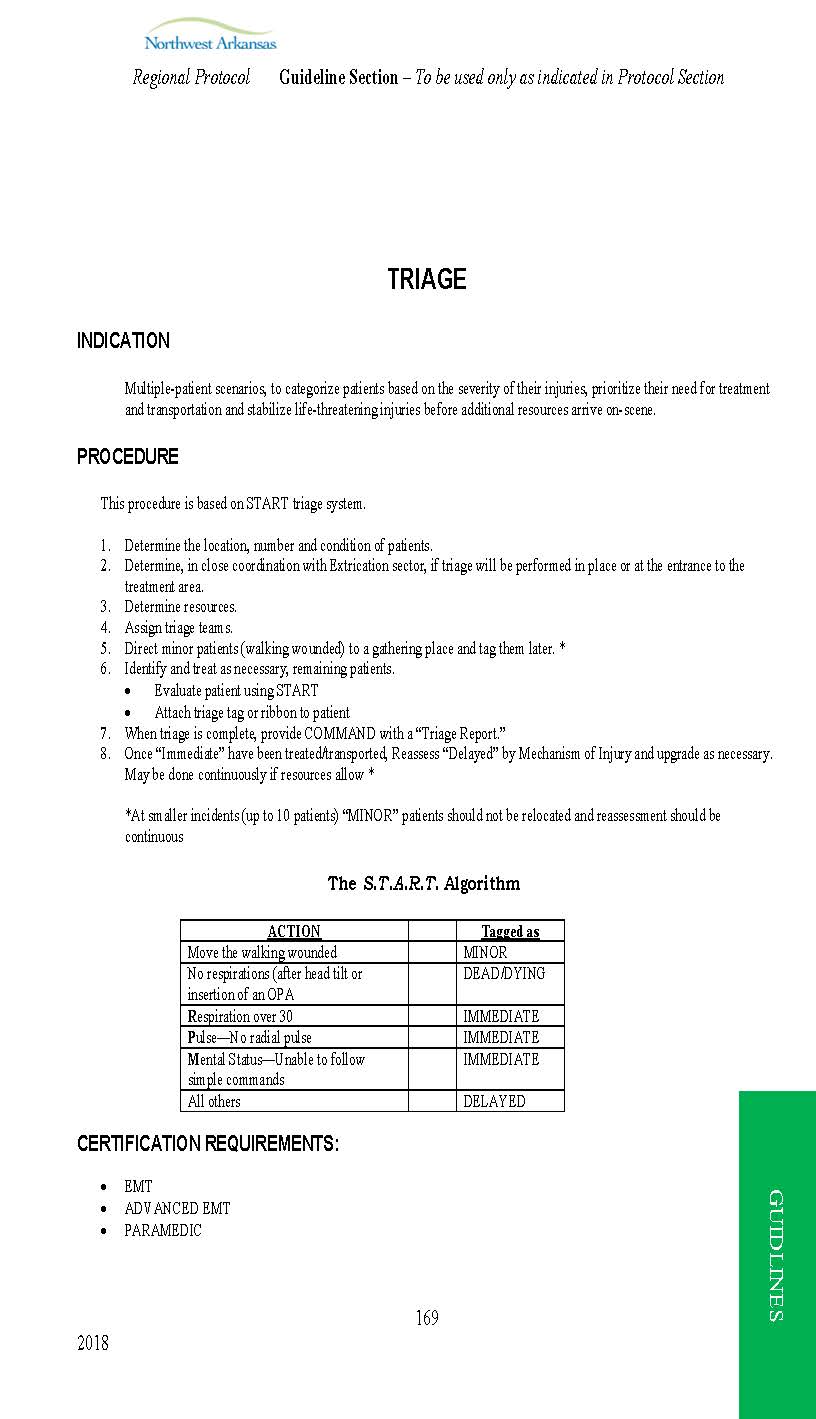 Northwest Arkansas
Regional Protocol Guideline Section – To be used only as indicated in Protocol Section
TRIAGE
INDICATION
Multiple-patient scenarios, to categorize patients based on the severity of their injuries, prioritize their need for treatment
and transportation and stabilize life-threatening injuries before additional resources arrive on-scene.
PROCEDURE
This procedure is based on START triage system.
1. Determine the location, number and condition of patients.
2. Determine, in close coordination with Extrication sector, if triage will be performed in place or at the entrance to the
treatment area.
3. Determine resources.
4. Assign triage teams.
5. Direct minor patients (walking wounded) to a gathering place and tag them later. *
6. Identify and treat as necessary, remaining patients.
• Evaluate patient using START
• Attach triage tag or ribbon to patient
7. When triage is complete, provide COMMAND with a “Triage Report.”
8. Once “Immediate” have been treated/transported, Reassess “Delayed” by Mechanism of Injury and upgrade as necessary.
May be done continuously if resources allow *
*At smaller incidents (up to 10 patients) “MINOR” patients should not be relocated and reassessment should be
continuous
The S.T.A.R.T. Algorithm
ACTION Tagged as
Move the walking wounded MINOR
No respirations (after head tilt or DEAD/DYING
insertion of an OPA
Respiration over 30 IMMEDIATE
Pulse—No radial pulse IMMEDIATE
Mental Status—Unable to follow IMMEDIATE
simple commands
All others DELAYED
CERTIFICATION REQUIREMENTS:
• EMT
• ADVANCED EMT
• PARAMEDIC
GUIDLINES
169
2018